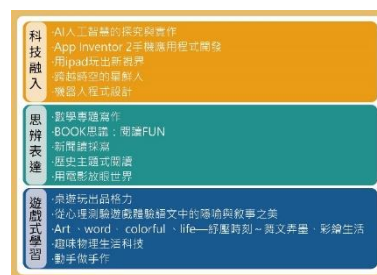 科技融入
·AI人工智慧的探究與實作
·App Inventor 2手機應用程式開發
·用ipad玩出新視界
·跨越時空的華鮮人
·機器人程式設計
思辨表達
·數學專題寫作
·BOOK思議：閱讀FUN
·新聞讀採寫
·歷史主題式閱讀
·用電影放眼世界
遊戲式學習
·桌遊玩出品格力
·從心理測驗遊戲體驗語文中的隱喻與敘事之美
·Art、word、colorful、life—紓壓時刻~舞文弄墨、彩繪生活
·趣味物理生活科技
·動手做手作